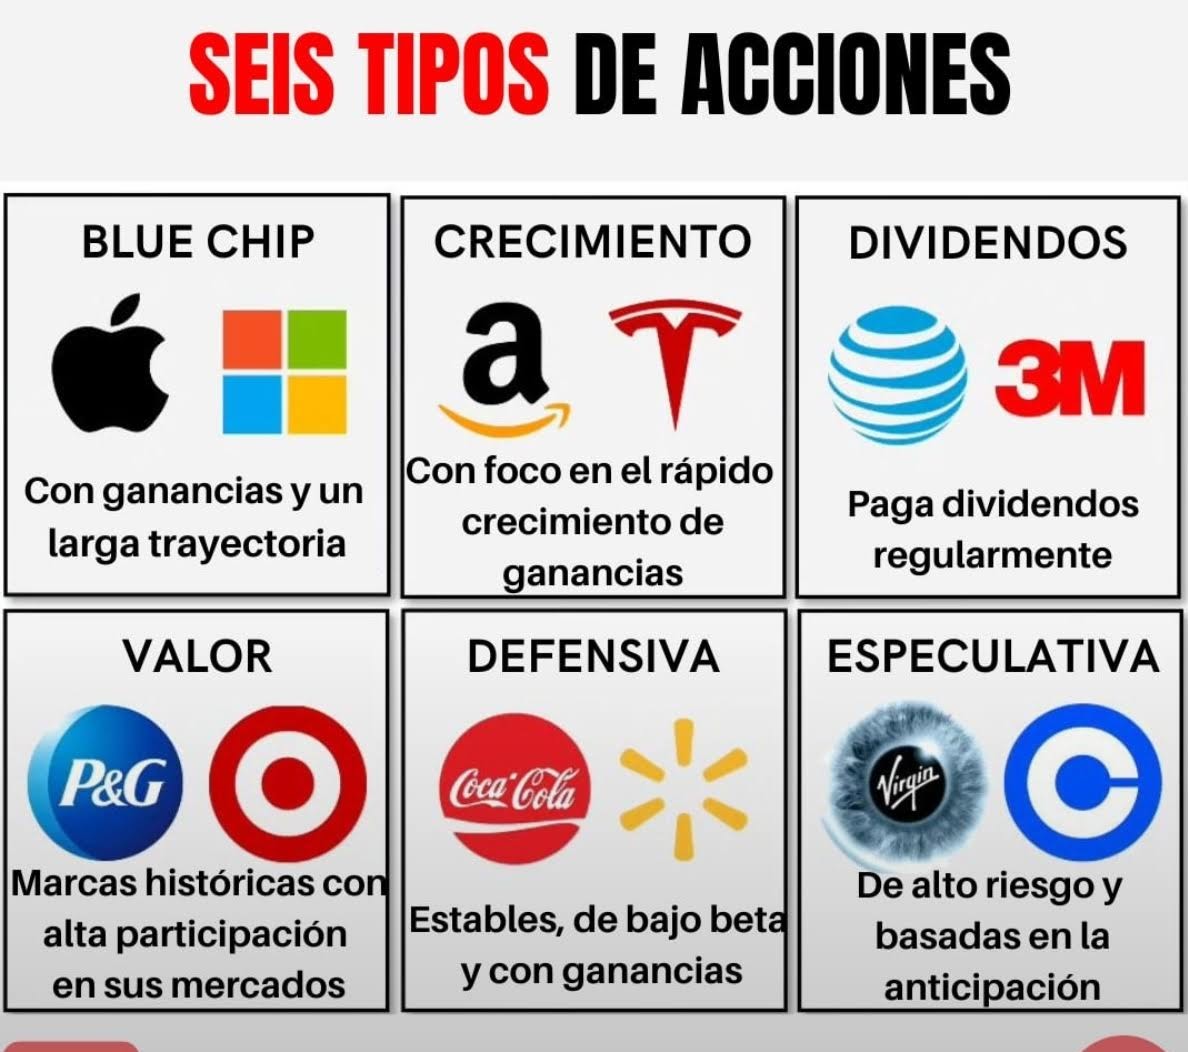 SEIS TIPOS DE ACCIONES
BLUE CHIP
Con ganancias y un
larga trayectoria
CRECIMIENTO
a
Con foco en el rápido
crecimiento de
ganancias
DIVIDENDOS
3M
Paga dividendos
regularmente
VALOR
P&G
Marcas históricas con
alta participación
en sus mercados
DEFENSIVA
Coca-Cola
Estables, de bajo beta
y con ganancias
ESPECULATIVA
Virgin
De alto riesgo y
basadas en la
anticipación